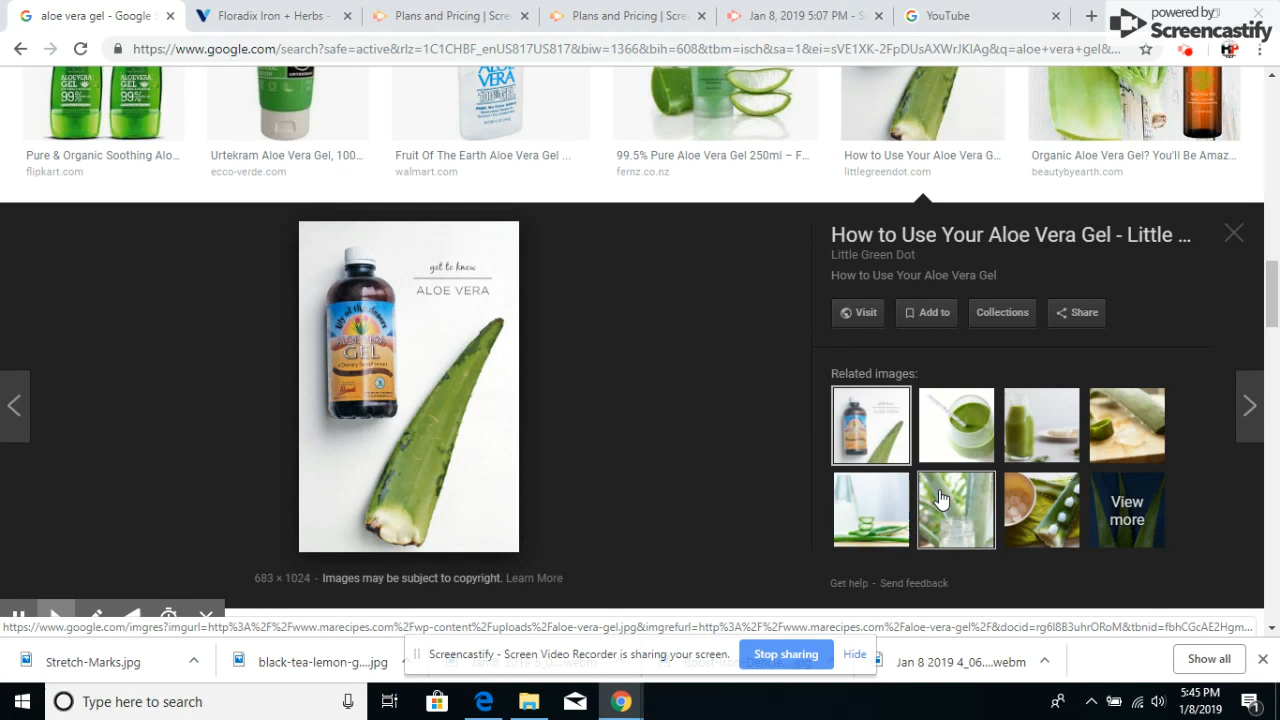 aloe vera gel - Google S
Floradix Iron + Herbs -
Plans and Pricing | Scree
Plans and Pricing | Scree
Jan 8, 2019 5:07 PM - S
YouTube
powered by
Screencastify
https://www.google.com/search?safe=active&rlz=1C1CHBF_enUS817US817&biw=1366&bih=608&tbm=isch&sa=1&ei=sVE1XK-2FpDUsAXWrJKIAg&q=aloe+vera+gel&...
ALOEVERA GEL 99% ALOEVERA GEL 99%
ALOE VERA
Pure & Organic Soothing Alo...
Urtekram Aloe Vera Gel, 100...
Fruit Of The Earth Aloe Vera Gel ...
99.5% Pure Aloe Vera Gel 250ml – F...
How to Use Your Aloe Vera G...
Organic Aloe Vera Gel? You'll Be Amaz...
flipkart.com
ecco-verde.com
walmart.com
fernz.co.nz
littlegreendot.com
beautybyearth.com
get to know
ALOE VERA
ALOE VERA
GEL
How to Use Your Aloe Vera Gel - Little ...
Little Green Dot
How to Use Your Aloe Vera Gel
Visit
Add to
Collections
Share
Related images:
View
more
683 × 1024 - Images may be subject to copyright. Learn More
Get help - Send feedback
https://www.google.com/imgres?imgurl=http%3A%2F%2Fwww.marecipes.com%2Fwp-content%2Fuploads%2Faloe-vera-gel.jpg&imgrefurl=http%3A%2F%2Fwww.marecipes.com%2Faloe-vera-gel%2F&docid=rg6I8B3uhrORoM&tbnid=fbhCGcAE2Hgm...
Screencastify - Screen Video Recorder is sharing your screen.
Stop sharing
Hide
Stretch-Marks.jpg
black-tea-lemon-g....jpg
Jan 8 2019 4_06....webm
Show all
Type here to search
5:45 PM
1/8/2019
1